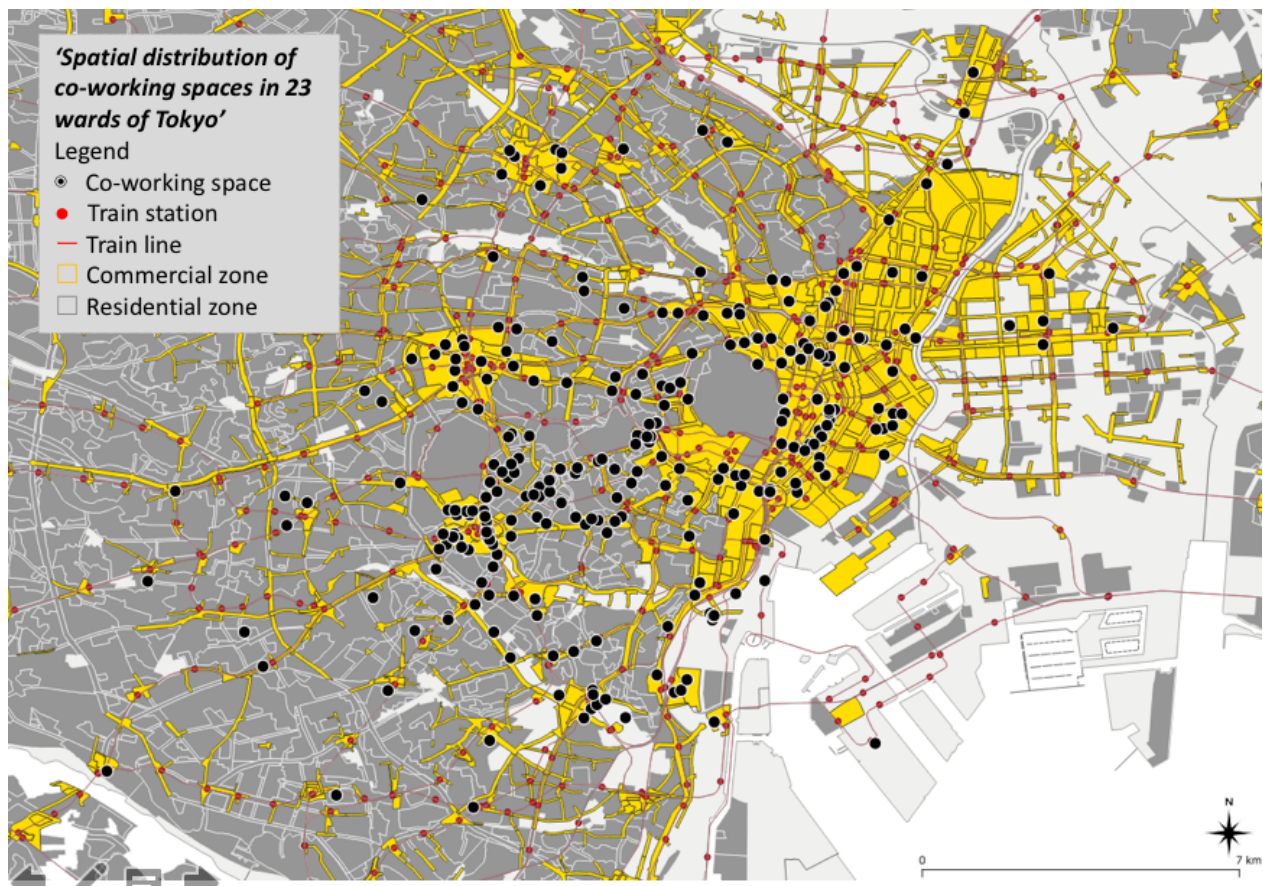 ‘Spatial distribution of
co-working spaces in 23
wards of Tokyo’
Legend
Co-working space
Train station
Train line
Commercial zone
Residential zone
N
0 7 km